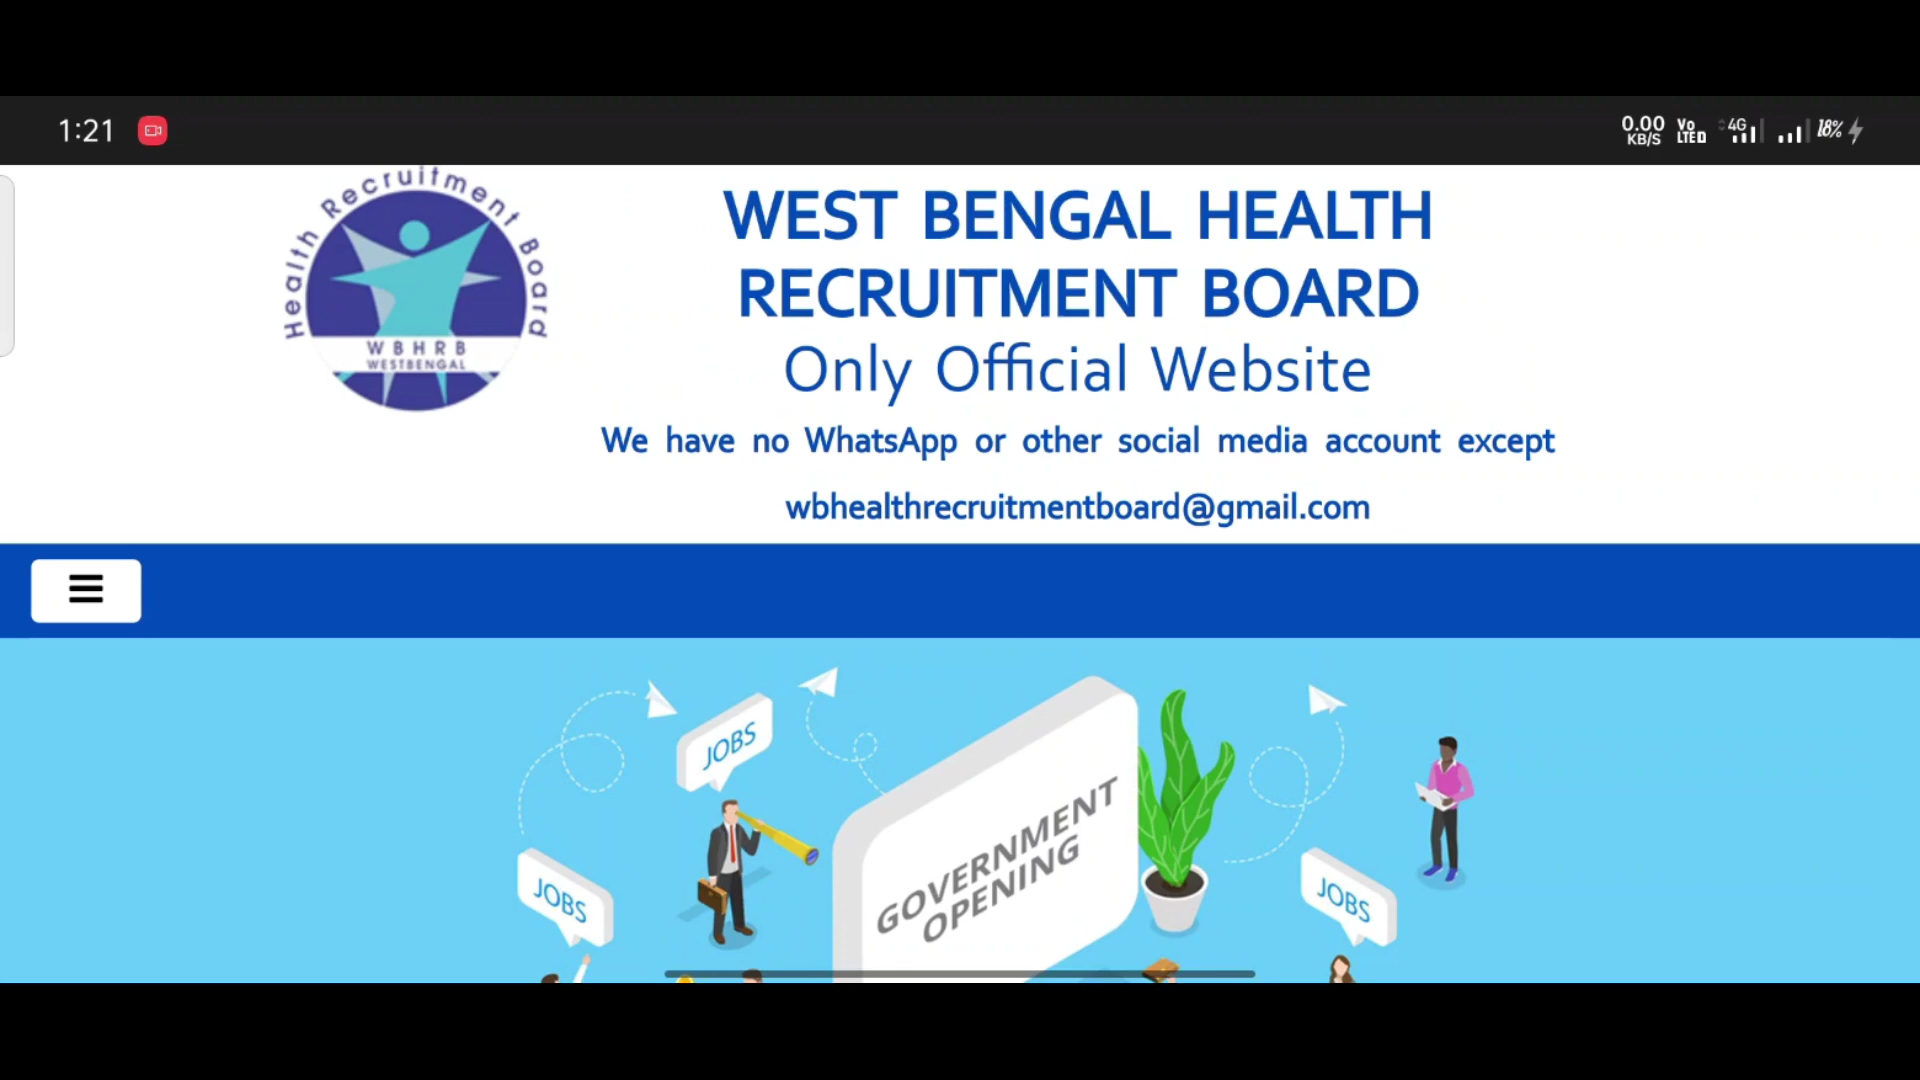 1:21
0.00
KB/S
Vo
LTE
4G
18%
Health Recruitment Board
WBHRB
WESTBENGAL
WEST BENGAL HEALTH
RECRUITMENT BOARD
Only Official Website
We have no WhatsApp or other social media account except
wbhealthrecruitmentboard@gmail.com
JOBS
GOVERNMENT
OPENING
JOBS
JOBS